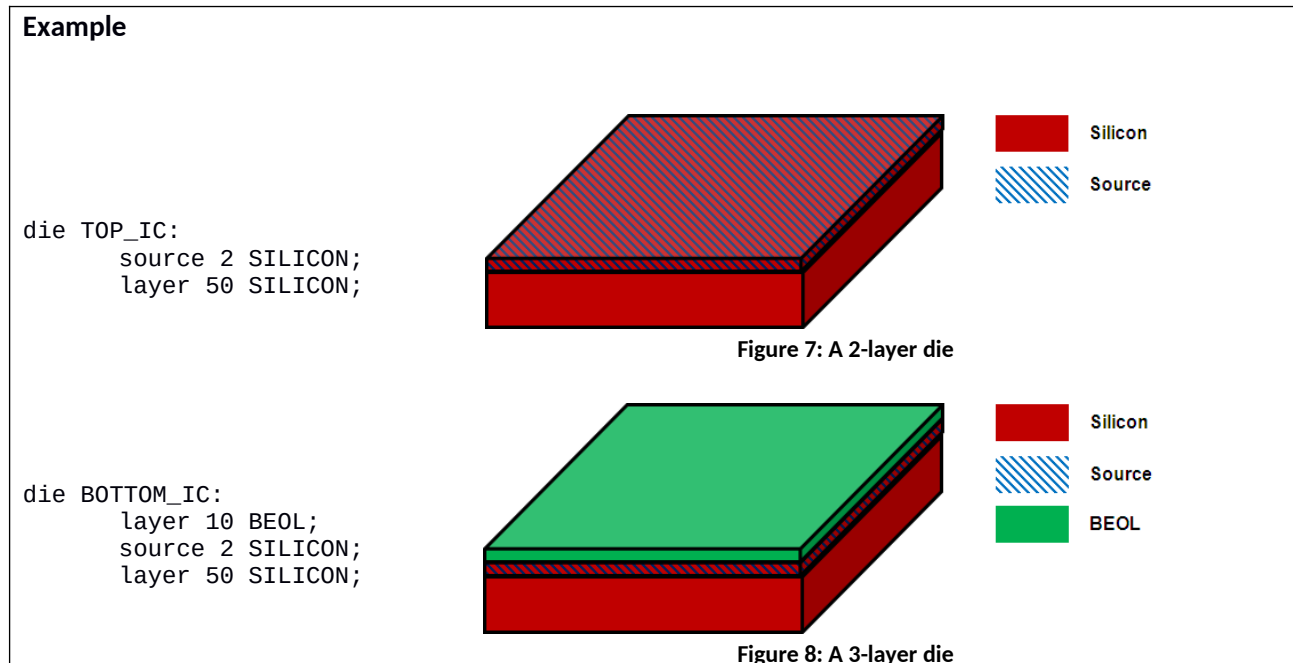 Example
Silicon
Source
die TOP_IC:
source 2 SILICON;
layer 50 SILICON;
Figure 7: A 2-layer die
Silicon
Source
BEOL
die BOTTOM_IC:
layer 10 BEOL;
source 2 SILICON;
layer 50 SILICON;
Figure 8: A 3-layer die